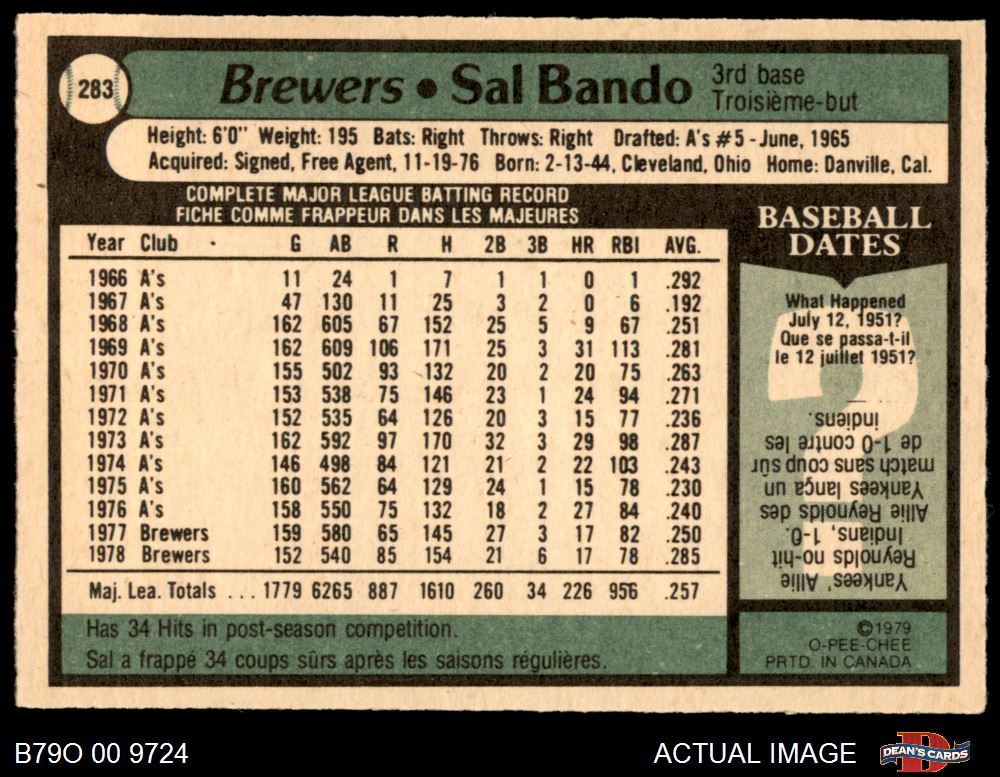 283
Brewers • Sal Bando 3rd base
Troisième-but
Height: 6'0" Weight: 195 Bats: Right Throws: Right Drafted: A's #5 - June, 1965
Acquired: Signed, Free Agent, 11-19-76 Born: 2-13-44, Cleveland, Ohio Home: Danville, Cal.
COMPLETE MAJOR LEAGUE BATTING RECORD
FICHE COMME FRAPPEUR DANS LES MAJEURES
Year Club G AB R H 2B 3B HR RBI AVG.
1966 A's 11 24 1 7 1 1 0 1 .292
1967 A's 47 130 11 25 3 2 0 6 .192
1968 A's 162 605 67 152 25 5 9 67 .251
1969 A's 162 609 106 171 25 3 31 113 .281
1970 A's 155 502 93 132 20 2 20 75 .263
1971 A's 153 538 75 146 23 1 24 94 .271
1972 A's 152 535 64 126 20 3 15 77 .236
1973 A's 162 592 97 170 32 3 29 98 .287
1974 A's 146 498 84 121 21 2 22 103 .243
1975 A's 160 562 64 129 24 1 15 78 .230
1976 A's 158 550 75 132 18 2 27 84 .240
1977 Brewers 159 580 65 145 27 3 17 82 .250
1978 Brewers 152 540 85 154 21 6 17 78 .285
Maj. Lea. Totals ... 1779 6265 887 1610 260 34 226 956 .257
Has 34 Hits in post-season competition.
Sal a frappé 34 coups sûrs après les saisons régulières.
BASEBALL
DATES
What Happened
July 12, 1951?
Que se passa-t-il
le 12 juillet 1951?
Yankees' Allie
Reynolds no-hit
Indians, 1-0.
Allie Reynolds des
Yankees lança un
match sans coup sûr
de 1-0 contre les
Indiens.
©1979
O-PEE-CHEE
PRTD. IN CANADA
B79O 00 9724
ACTUAL IMAGE
DEAN'S CARDS